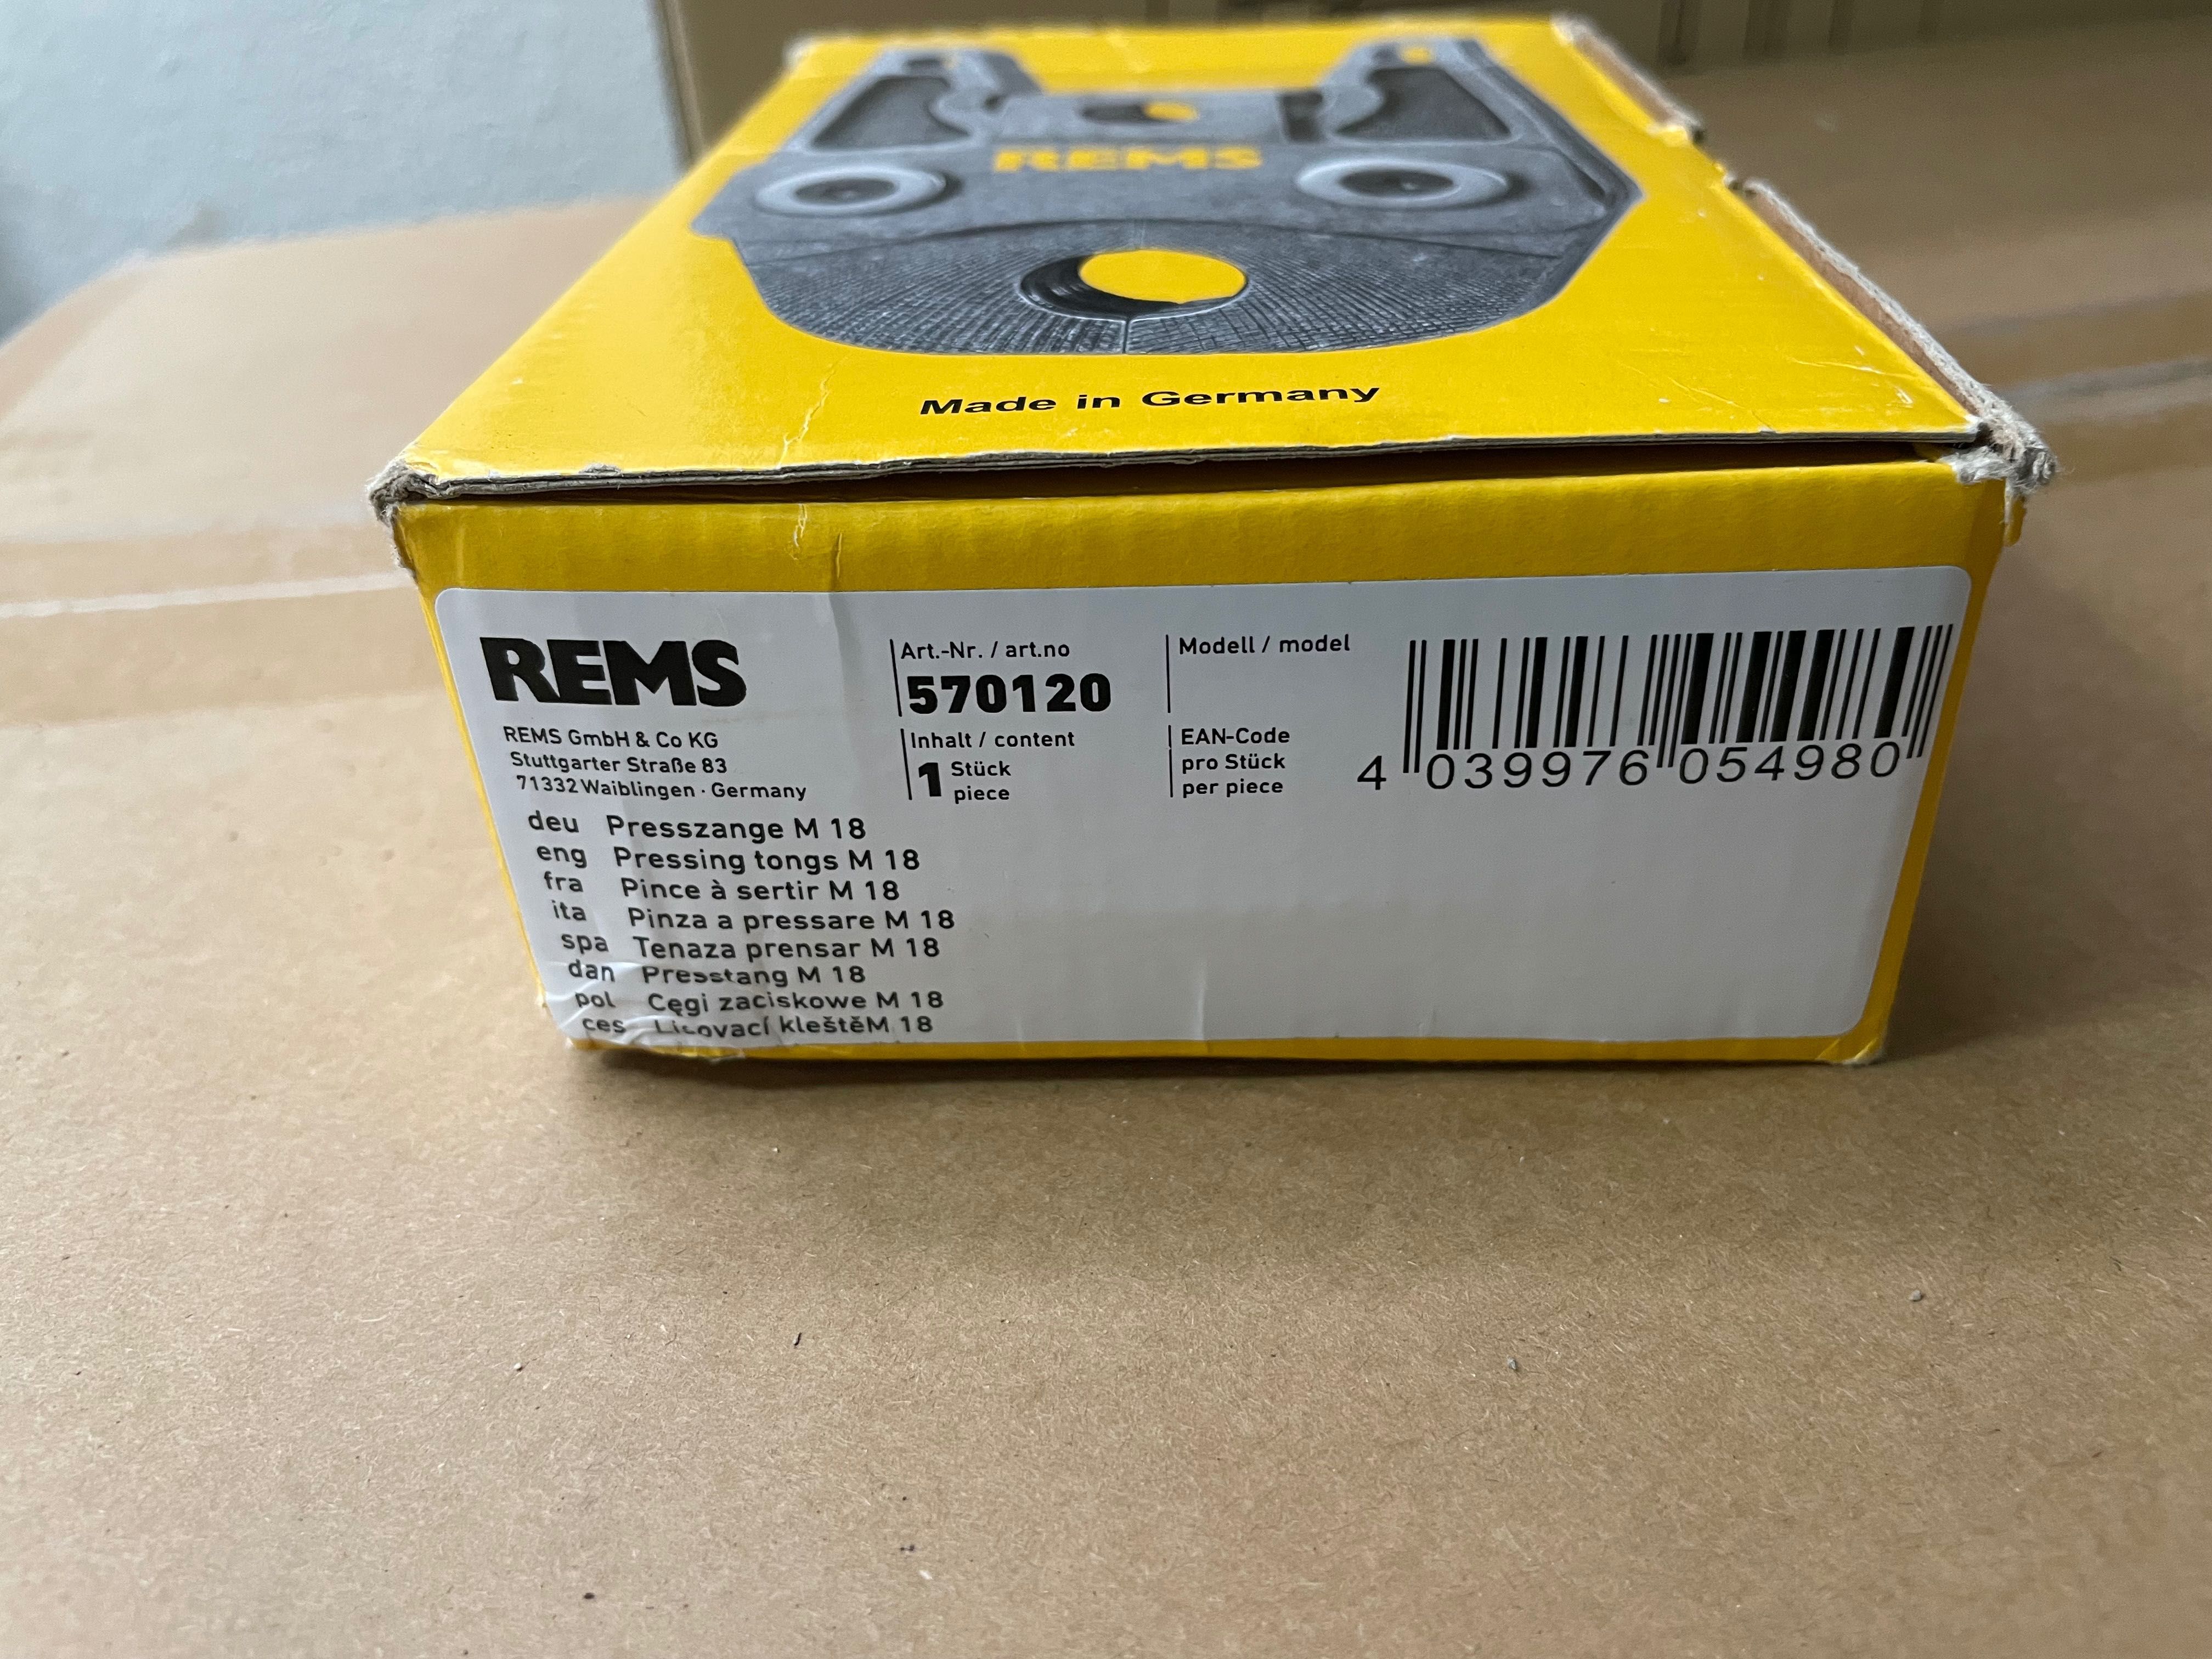 REMS
Made in Germany
REMS
REMS GmbH & Co KG
Stuttgarter Straße 83
71332 Waiblingen · Germany
Art.-Nr. / art.no
570120
Inhalt / content
1 Stück
piece
Modell / model
EAN-Code
pro Stück
per piece
4 039976 054980
deu Presszange M 18
eng Pressing tongs M 18
fra Pince à sertir M 18
ita Pinza a pressare M 18
spa Tenaza prensar M 18
dan Presstang M 18
pol Cęgi zaciskowe M 18
ces Lisovací kleštěM 18